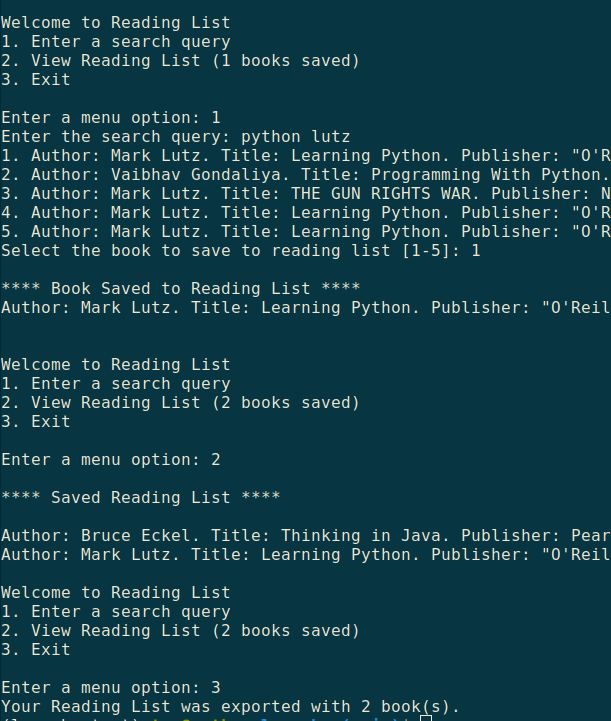 Welcome to Reading List
1. Enter a search query
2. View Reading List (1 books saved)
3. Exit
Enter a menu option: 1
Enter the search query: python lutz
1. Author: Mark Lutz. Title: Learning Python. Publisher: "O'R
2. Author: Vaibhav Gondaliya. Title: Programming With Python.
3. Author: Mark Lutz. Title: THE GUN RIGHTS WAR. Publisher: N
4. Author: Mark Lutz. Title: Learning Python. Publisher: "O'R
5. Author: Mark Lutz. Title: Learning Python. Publisher: "O'R
Select the book to save to reading list [1-5]: 1
**** Book Saved to Reading List ****
Author: Mark Lutz. Title: Learning Python. Publisher: "O'Reil
Welcome to Reading List
1. Enter a search query
2. View Reading List (2 books saved)
3. Exit
Enter a menu option: 2
**** Saved Reading List ****
Author: Bruce Eckel. Title: Thinking in Java. Publisher: Pear
Author: Mark Lutz. Title: Learning Python. Publisher: "O'Reil
Welcome to Reading List
1. Enter a search query
2. View Reading List (2 books saved)
3. Exit
Enter a menu option: 3
Your Reading List was exported with 2 book(s).